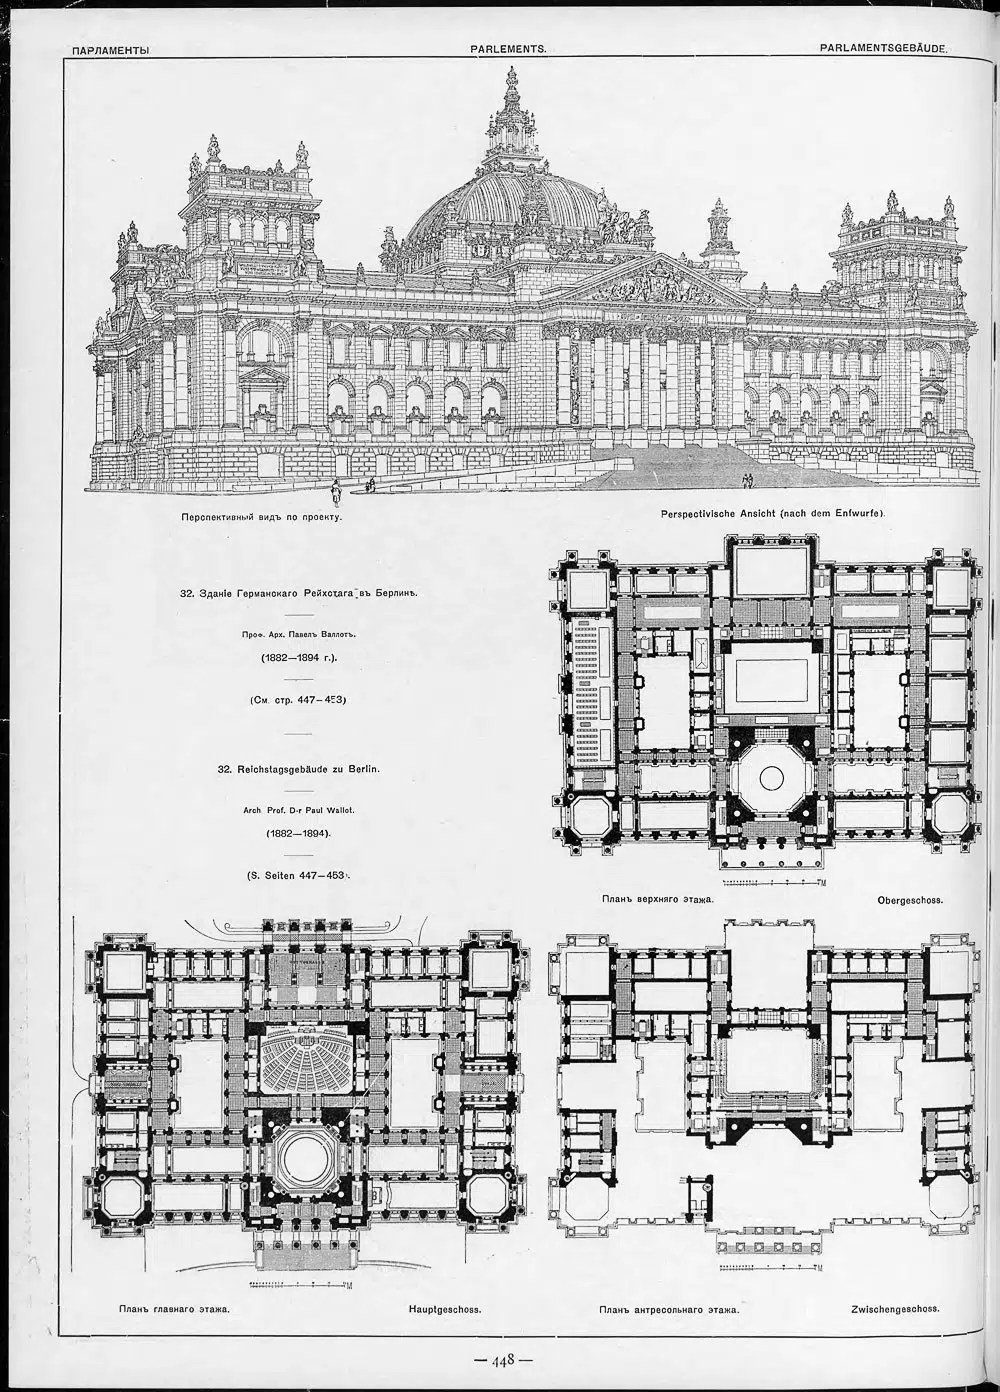 ПАРЛАМЕНТЫ
PARLEMENTS.
PARLAMENTSGEBÄUDE.
Перспективный видъ по проекту.
Perspectivische Ansicht (nach dem Entwurfe).
32. Зданіе Германскаго Рейхстага въ Берлинѣ.
Проф. Арх. Павелъ Валлотъ.
(1882—1894 г.).
(См. стр. 447—453)
32. Reichstagsgebäude zu Berlin.
Arch Prof. D-r Paul Wallot.
(1882—1894).
(S. Seiten 447—453).
Планъ верхняго этажа.
Obergeschoss.
Планъ главнаго этажа.
Hauptgeschoss.
Планъ антресольнаго этажа.
Zwischengeschoss.
— 448 —